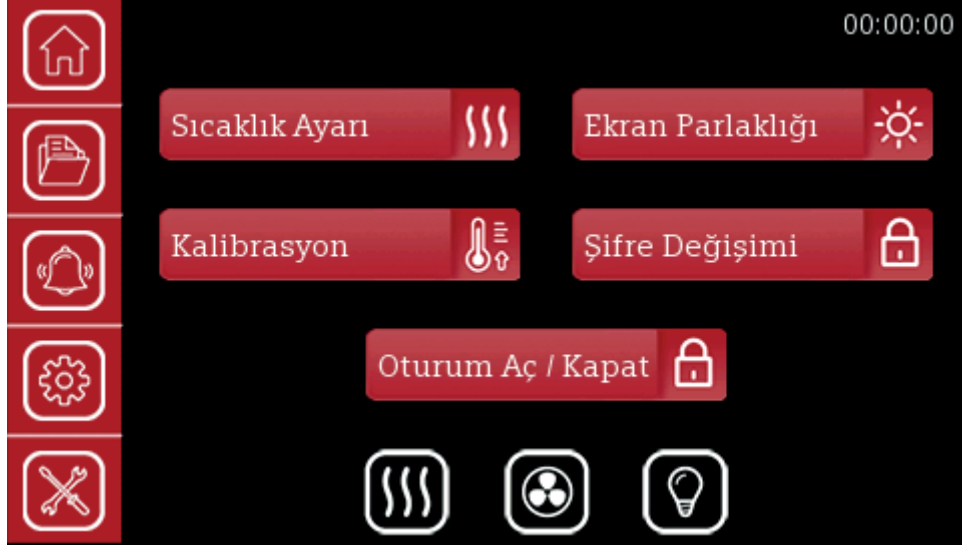 00:00:00
Sıcaklık Ayarı
Ekran Parlaklığı
Kalibrasyon
Şifre Değişimi
Oturum Aç / Kapat